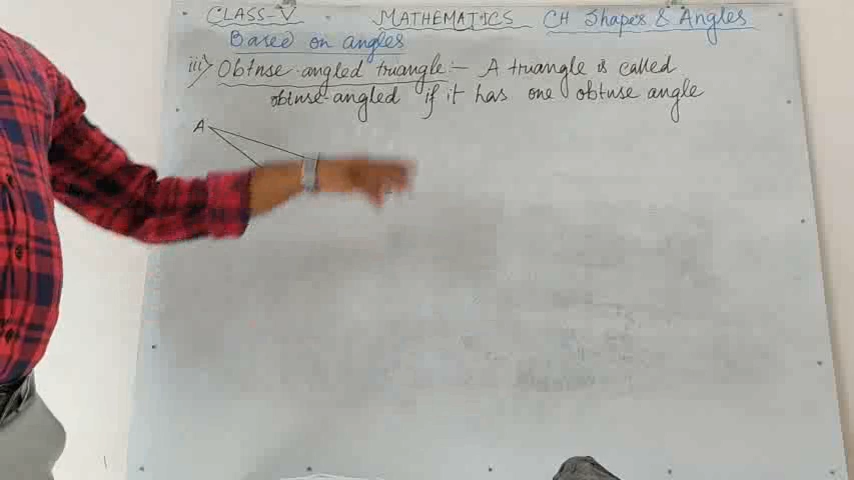 CLASS-V MATHEMATICS CH Shapes & Angles
Based on angles
iii) Obtuse-angled triangle:- A triangle is called
obtuse-angled if it has one obtuse angle
A